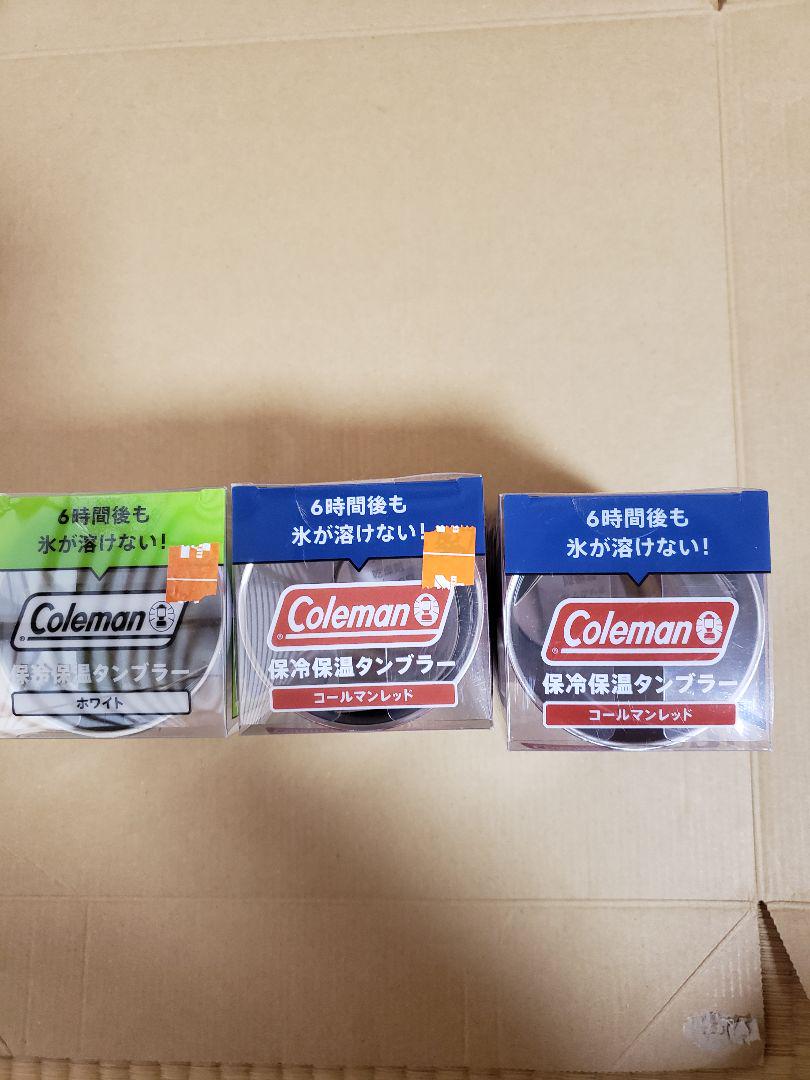 6時間後も
氷が溶けない!
Coleman
保冷保温タンブラー
ホワイト
6時間後も
氷が溶けない!
Coleman
保冷保温タンブラー
コールマンレッド
6時間後も
氷が溶けない!
Coleman
保冷保温タンブラー
コールマンレッド